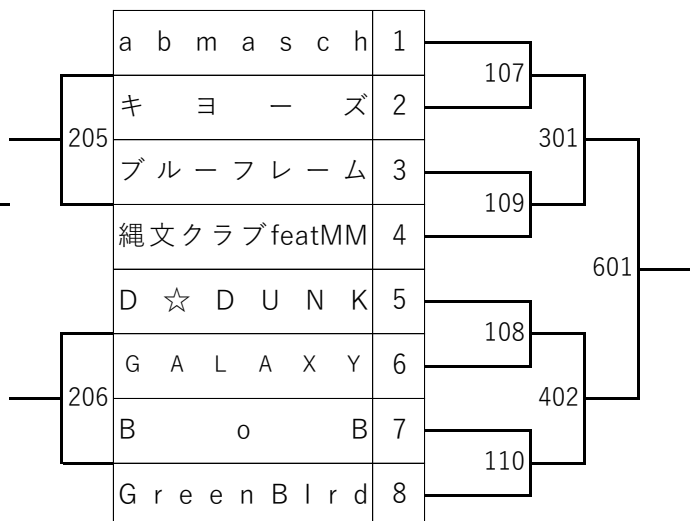 abmasch 1
107
キヨーズ 2
205
301
ブルーフレーム 3
109
縄文クラブfeatMM 4
601
D☆DUNK 5
108
GALAXY 6
206
402
BoB 7
110
GreenBIrd 8